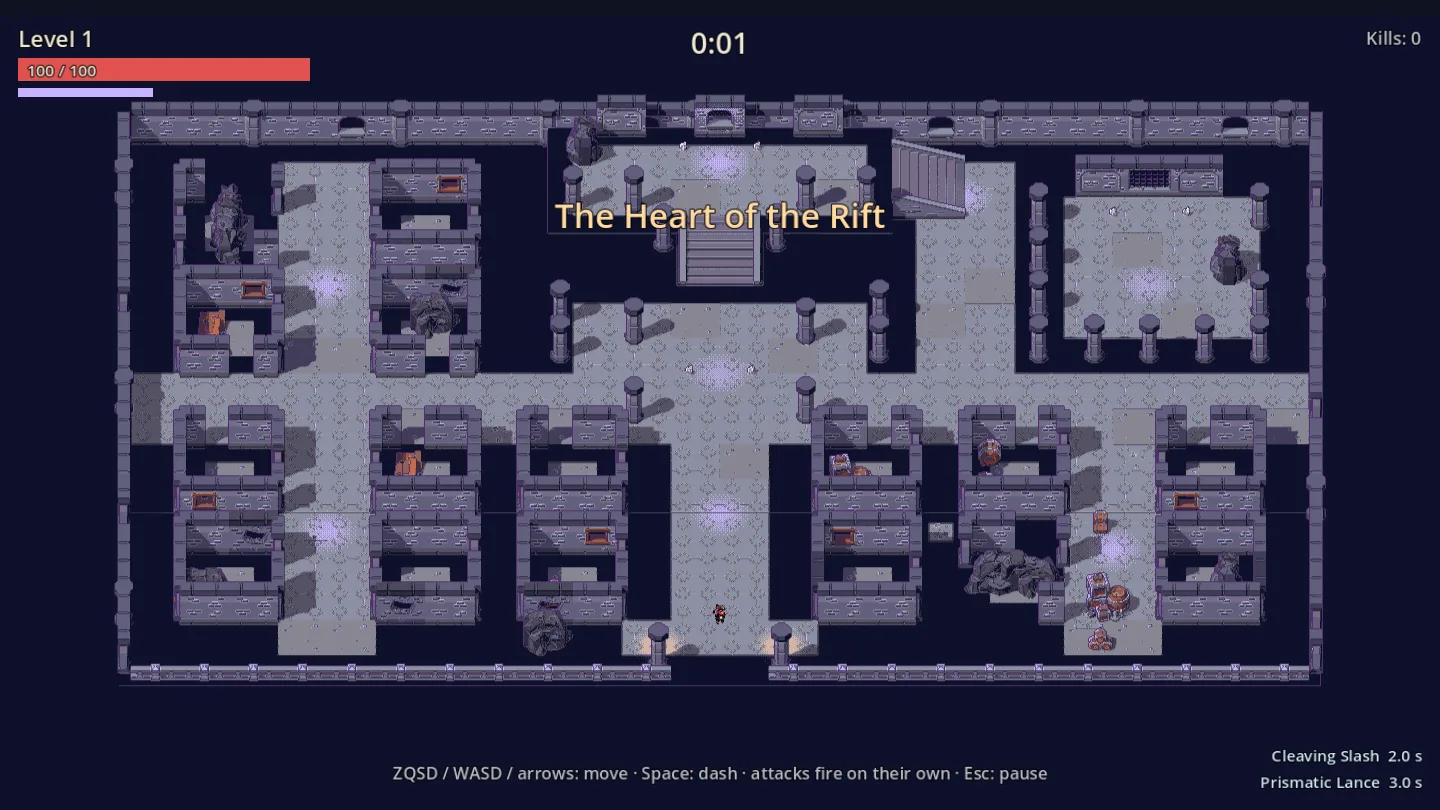 Level 1
0:01
Kills: 0
100 / 100
The Heart of the Rift
ZQSD / WASD / arrows: move · Space: dash · attacks fire on their own · Esc: pause
Cleaving Slash 2.0 s
Prismatic Lance 3.0 s